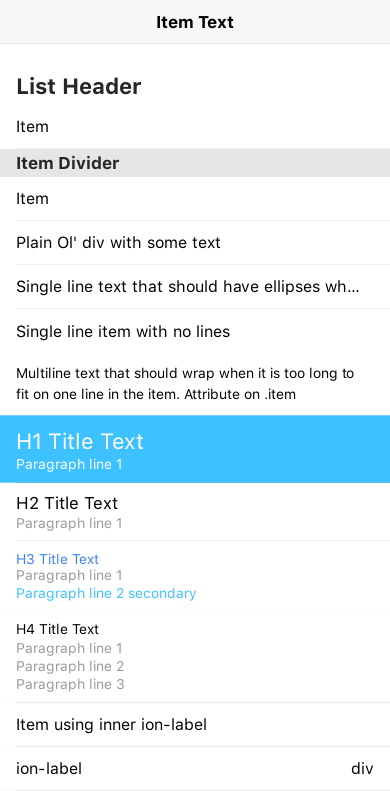 Item Text
List Header
Item
Item Divider
Item
Plain Ol' div with some text
Single line text that should have ellipses wh...
Single line item with no lines
Multiline text that should wrap when it is too long to
fit on one line in the item. Attribute on .item
H1 Title Text
Paragraph line 1
H2 Title Text
Paragraph line 1
H3 Title Text
Paragraph line 1
Paragraph line 2 secondary
H4 Title Text
Paragraph line 1
Paragraph line 2
Paragraph line 3
Item using inner ion-label
ion-label div